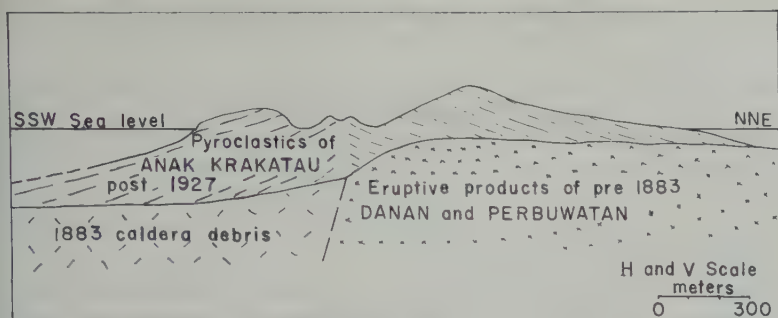 SSW Sea level
NNE
Pyroclastics of
ANAK KRAKATAU
post 1927
Eruptive products of pre 1883
DANAN and PERBUWATAN
1883 caldera debris
H and V Scale
meters
0 300